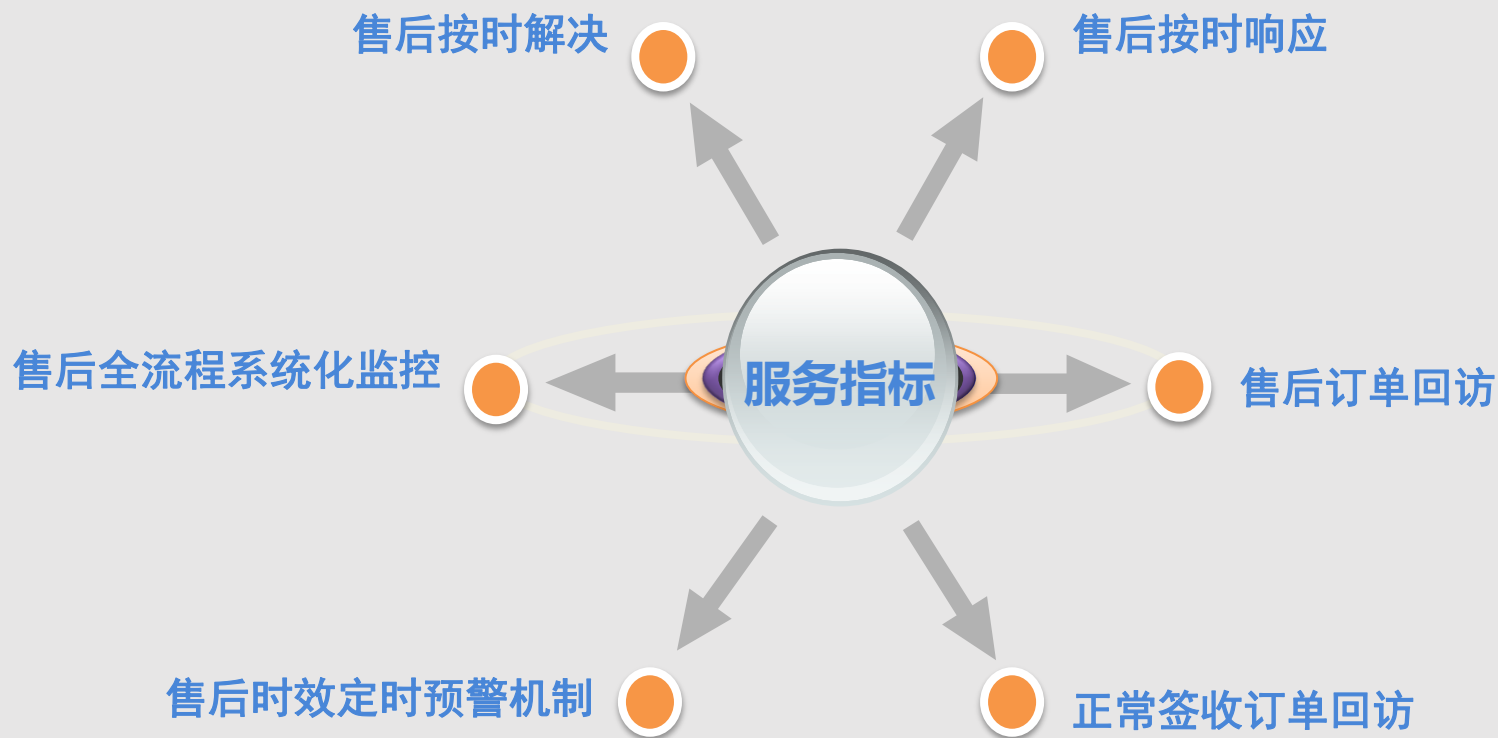 售后按时解决
售后按时响应
售后全流程系统化监控
服务指标
售后订单回访
售后时效定时预警机制
正常签收订单回访